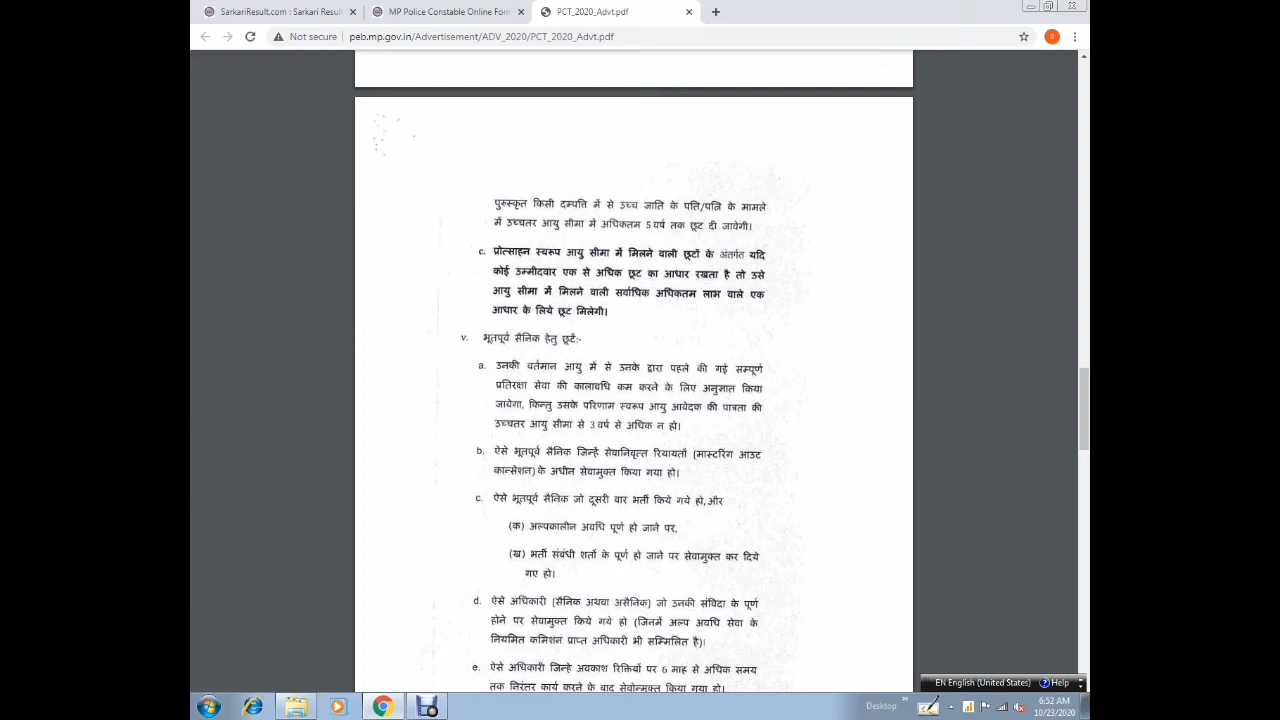 SarkariResult.com : Sarkari Result
MP Police Constable Online Form
PCT_2020_Advt.pdf
Not secure
peb.mp.gov.in/Advertisement/ADV_2020/PCT_2020_Advt.pdf
पुरुस्कृत किसी दम्पत्ति में से उच्च जाति के पति/पत्नि के मामले
में उच्चतर आयु सीमा में अधिकतम 5 वर्ष तक छूट दी जावेगी।
c. प्रोत्साहन स्वरूप आयु सीमा में मिलने वाली छूटों के अंतर्गत यदि
कोई उम्मीदवार एक से अधिक छूट का आधार रखता है तो उसे
आयु सीमा में मिलने वाली सर्वाधिक अधिकतम लाभ वाले एक
आधार के लिये छूट मिलेगी।
v. भूतपूर्व सैनिक हेतु छूटें:-
a. उनकी वर्तमान आयु में से उनके द्वारा पहले की गई सम्पूर्ण
प्रतिरक्षा सेवा की कालावधि कम करने के लिए अनुज्ञात किया
जावेगा, किन्तु उसके परिणाम स्वरूप आयु आवेदक की पात्रता की
उच्चतर आयु सीमा से 3 वर्ष से अधिक न हो।
b. ऐसे भूतपूर्व सैनिक जिन्हें सेवानिवृत्त रियायतों (मास्टरिंग आउट
कान्सेशन) के अधीन सेवामुक्त किया गया हो।
c. ऐसे भूतपूर्व सैनिक जो दूसरी वार भर्ती किये गये हो, और
(क) अल्पकालीन अवधि पूर्ण हो जाने पर,
(ख) भर्ती संबंधी शर्तो के पूर्ण हो जाने पर सेवामुक्त कर दिये
गए हो।
d. ऐसे अधिकारी (सैनिक अथवा असैनिक) जो उनकी संविदा के पूर्ण
होने पर सेवामुक्त किये गये हो (जिनमें अल्प अवधि सेवा के
नियमित कमिशन प्राप्त अधिकारी भी सम्मिलित है)।
e. ऐसे अधिकारी जिन्हे अवकाश रिक्तियों पर 6 माह से अधिक समय
तक निरंतर कार्य करने के बाद सेवोन्मुक्त किया गया हो।
EN English (United States) Help
Desktop
6:52 AM
10/23/2020